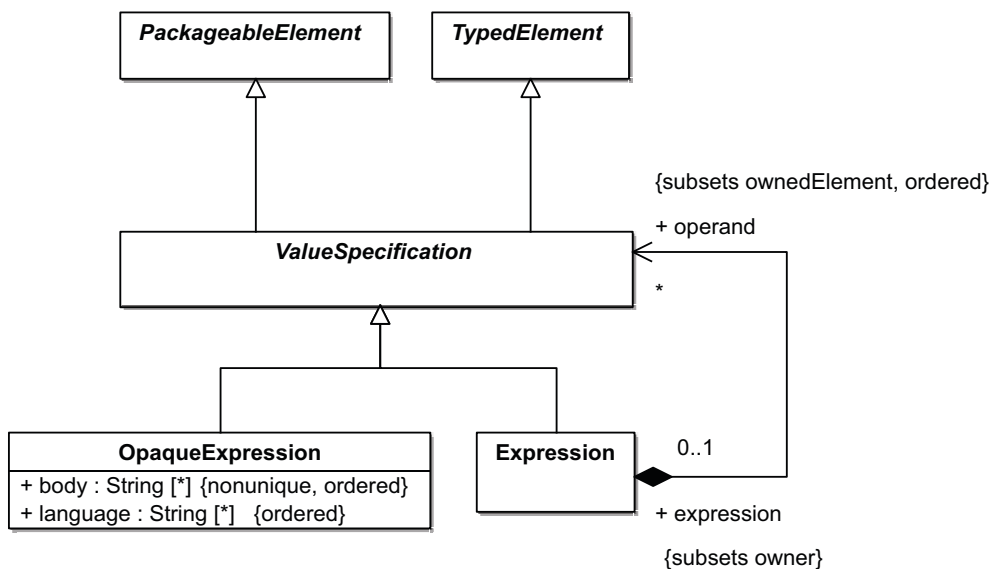 PackageableElement
TypedElement
{subsets ownedElement, ordered}
+ operand
ValueSpecification
*
OpaqueExpression
+ body : String [*] {nonunique, ordered}
+ language : String [*] {ordered}
Expression
0..1
+ expression
{subsets owner}